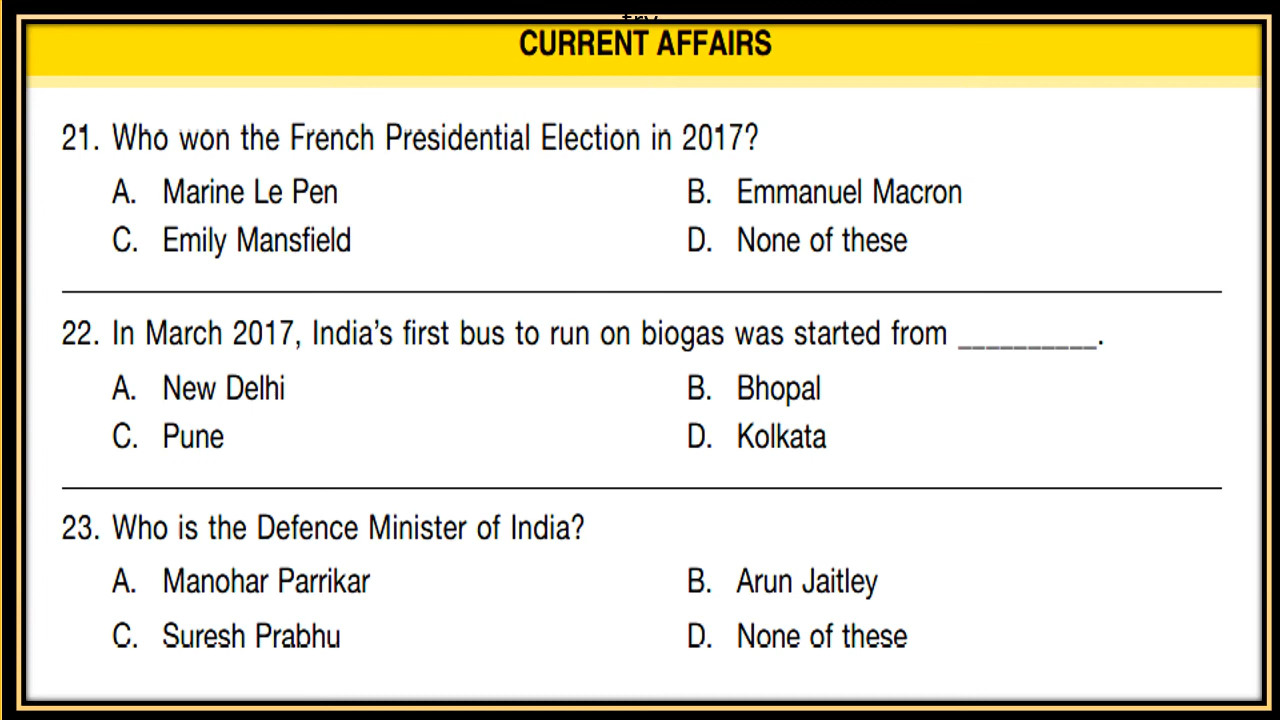 CURRENT AFFAIRS
21. Who won the French Presidential Election in 2017?
A. Marine Le Pen B. Emmanuel Macron
C. Emily Mansfield D. None of these
22. In March 2017, India’s first bus to run on biogas was started from __________.
A. New Delhi B. Bhopal
C. Pune D. Kolkata
23. Who is the Defence Minister of India?
A. Manohar Parrikar B. Arun Jaitley
C. Suresh Prabhu D. None of these